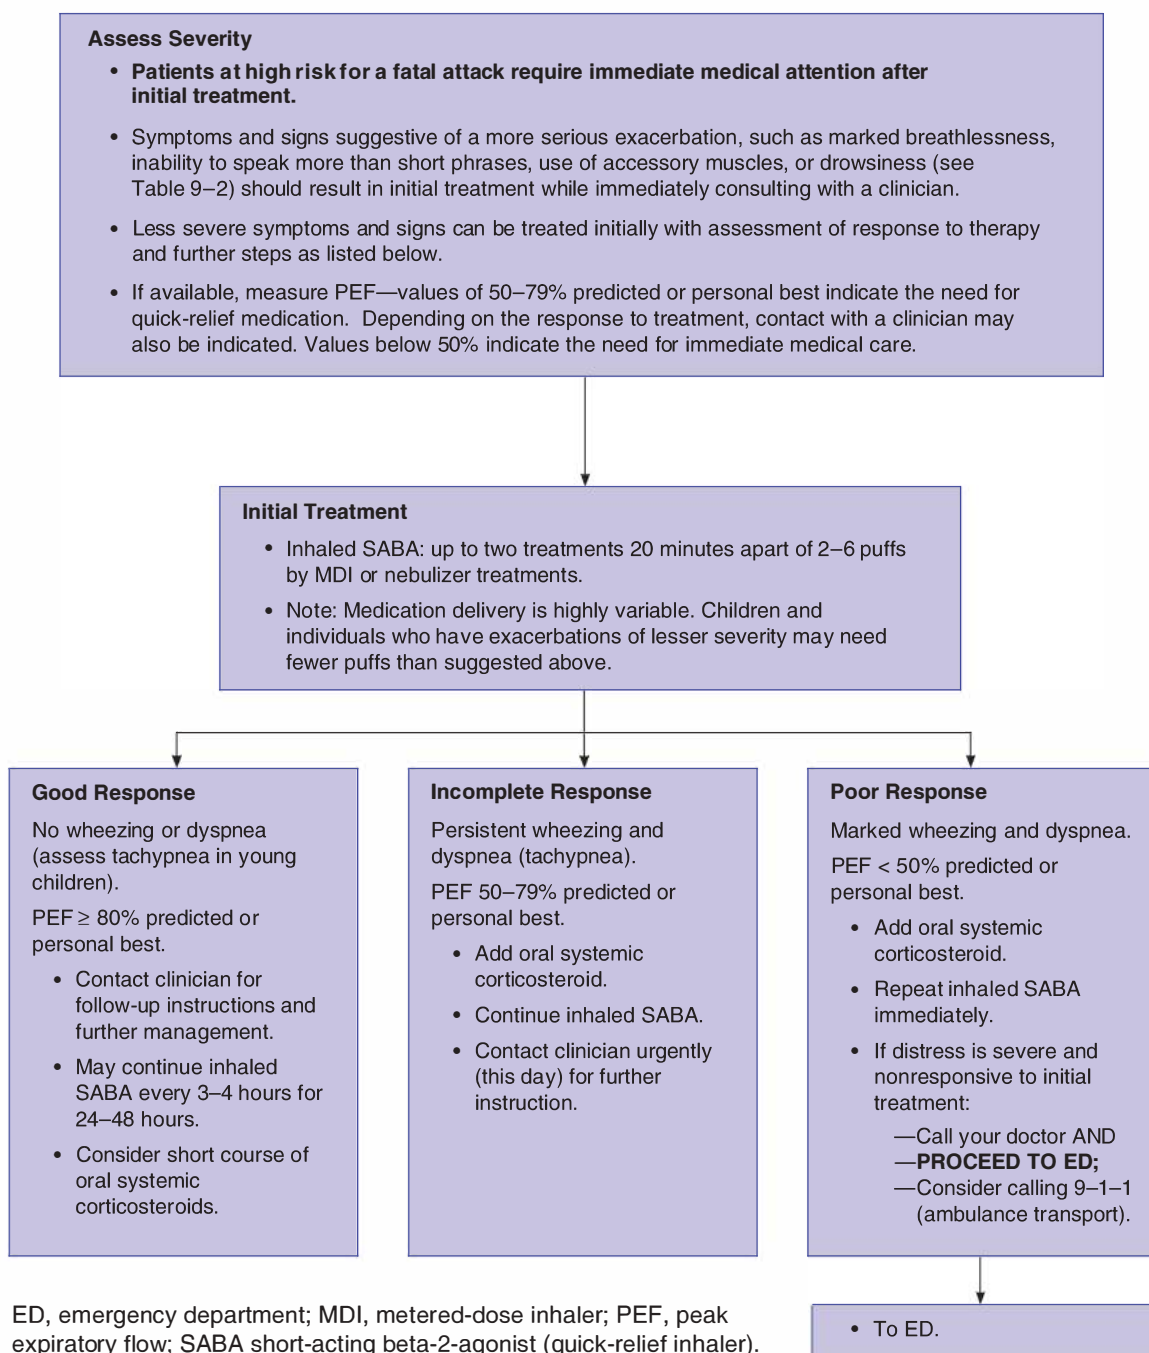 Assess Severity
• Patients at high risk for a fatal attack require immediate medical attention after
initial treatment.
• Symptoms and signs suggestive of a more serious exacerbation, such as marked breathlessness,
inability to speak more than short phrases, use of accessory muscles, or drowsiness (see
Table 9–2) should result in initial treatment while immediately consulting with a clinician.
• Less severe symptoms and signs can be treated initially with assessment of response to therapy
and further steps as listed below.
• If available, measure PEF—values of 50–79% predicted or personal best indicate the need for
quick-relief medication. Depending on the response to treatment, contact with a clinician may
also be indicated. Values below 50% indicate the need for immediate medical care.
Initial Treatment
• Inhaled SABA: up to two treatments 20 minutes apart of 2–6 puffs
by MDI or nebulizer treatments.
• Note: Medication delivery is highly variable. Children and
individuals who have exacerbations of lesser severity may need
fewer puffs than suggested above.
Good Response
No wheezing or dyspnea
(assess tachypnea in young
children).
PEF ≥ 80% predicted or
personal best.
• Contact clinician for
follow-up instructions and
further management.
• May continue inhaled
SABA every 3–4 hours for
24–48 hours.
• Consider short course of
oral systemic
corticosteroids.
Incomplete Response
Persistent wheezing and
dyspnea (tachypnea).
PEF 50–79% predicted or
personal best.
• Add oral systemic
corticosteroid.
• Continue inhaled SABA.
• Contact clinician urgently
(this day) for further
instruction.
Poor Response
Marked wheezing and dyspnea.
PEF < 50% predicted or
personal best.
• Add oral systemic
corticosteroid.
• Repeat inhaled SABA
immediately.
• If distress is severe and
nonresponsive to initial
treatment:
—Call your doctor AND
—PROCEED TO ED;
—Consider calling 9–1–1
(ambulance transport).
• To ED.
ED, emergency department; MDI, metered-dose inhaler; PEF, peak
expiratory flow; SABA short-acting beta-2-agonist (quick-relief inhaler).